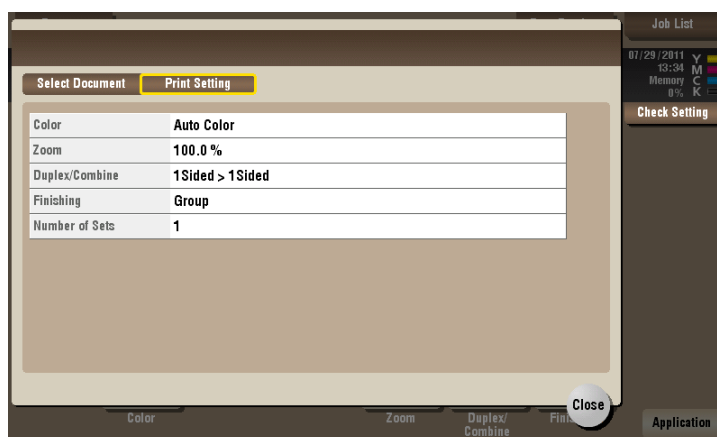 Job List
07/29/2011
13:34
Memory
0%
Y
M
C
K
Check Setting
Select Document
Print Setting
Color
Auto Color
Zoom
100.0 %
Duplex/Combine
1Sided > 1Sided
Finishing
Group
Number of Sets
1
Close
Color
Zoom
Duplex/
Combine
Application